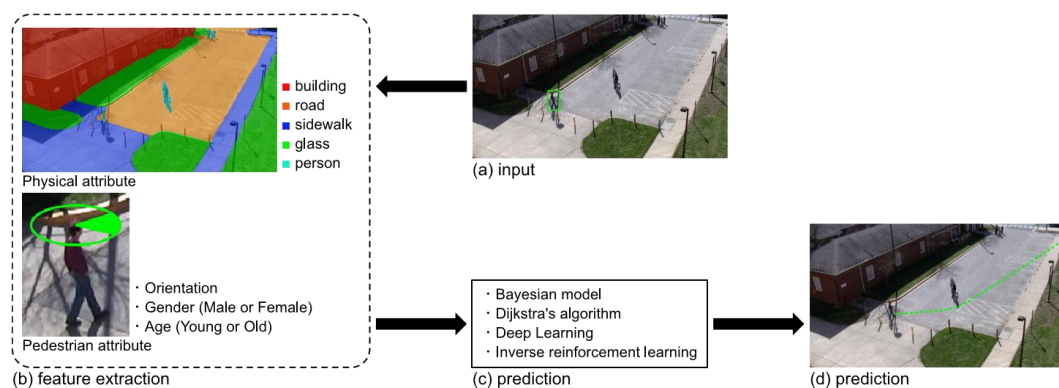 building
road
sidewalk
glass
person
Physical attribute
· Orientation
· Gender (Male or Female)
· Age (Young or Old)
Pedestrian attribute
(b) feature extraction
(a) input
· Bayesian model
· Dijkstra's algorithm
· Deep Learning
· Inverse reinforcement learning
(c) prediction
(d) prediction